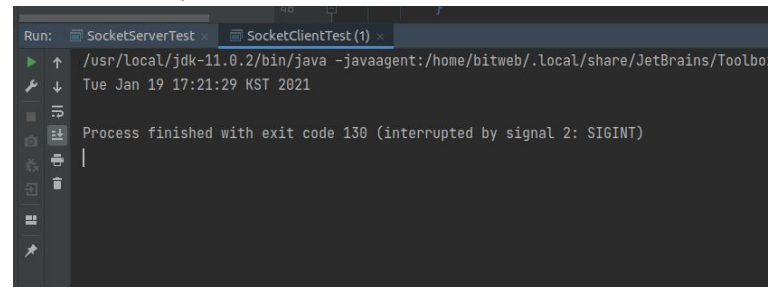 48
}
Run: SocketServerTest × SocketClientTest (1) ×
/usr/local/jdk-11.0.2/bin/java -javaagent:/home/bitweb/.local/share/JetBrains/Toolbo
Tue Jan 19 17:21:29 KST 2021
Process finished with exit code 130 (interrupted by signal 2: SIGINT)